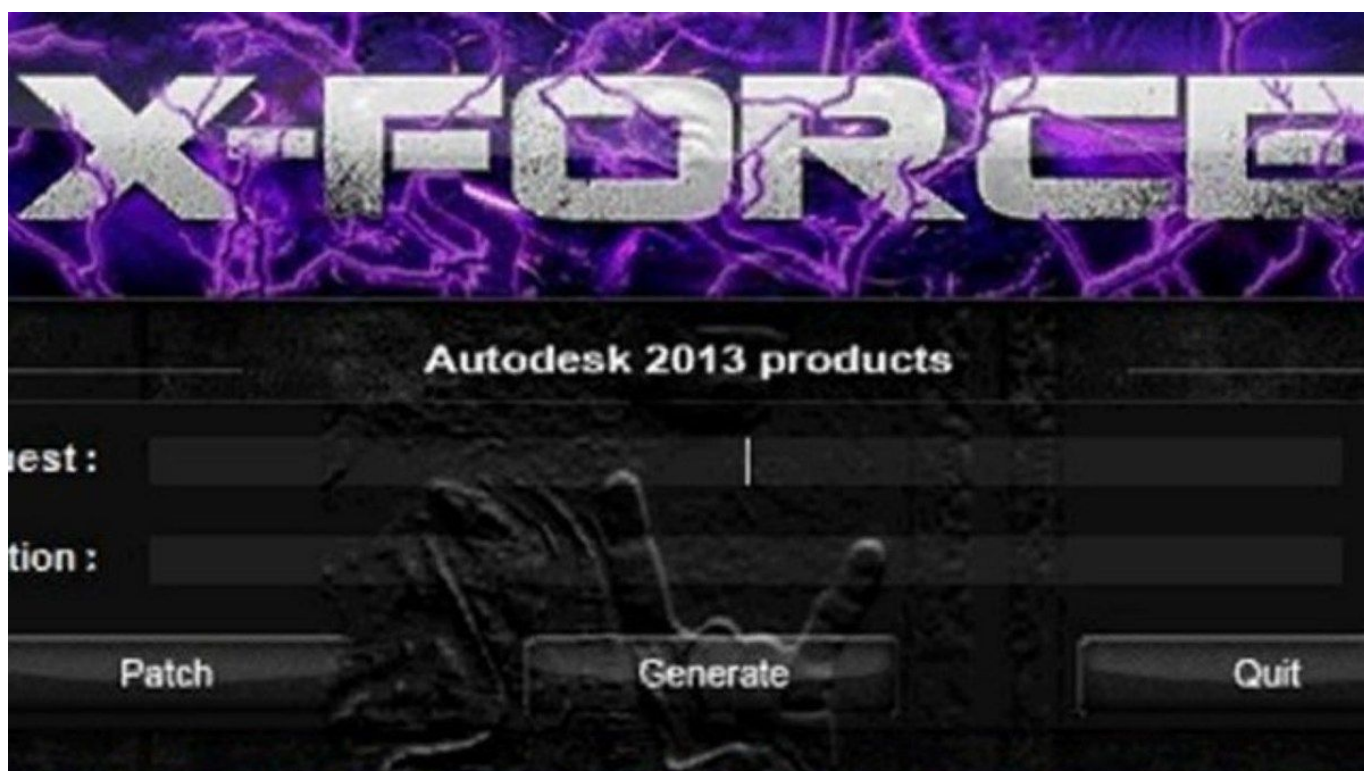 X-FORCE
Autodesk 2013 products
uest :
tion :
Patch Generate Quit